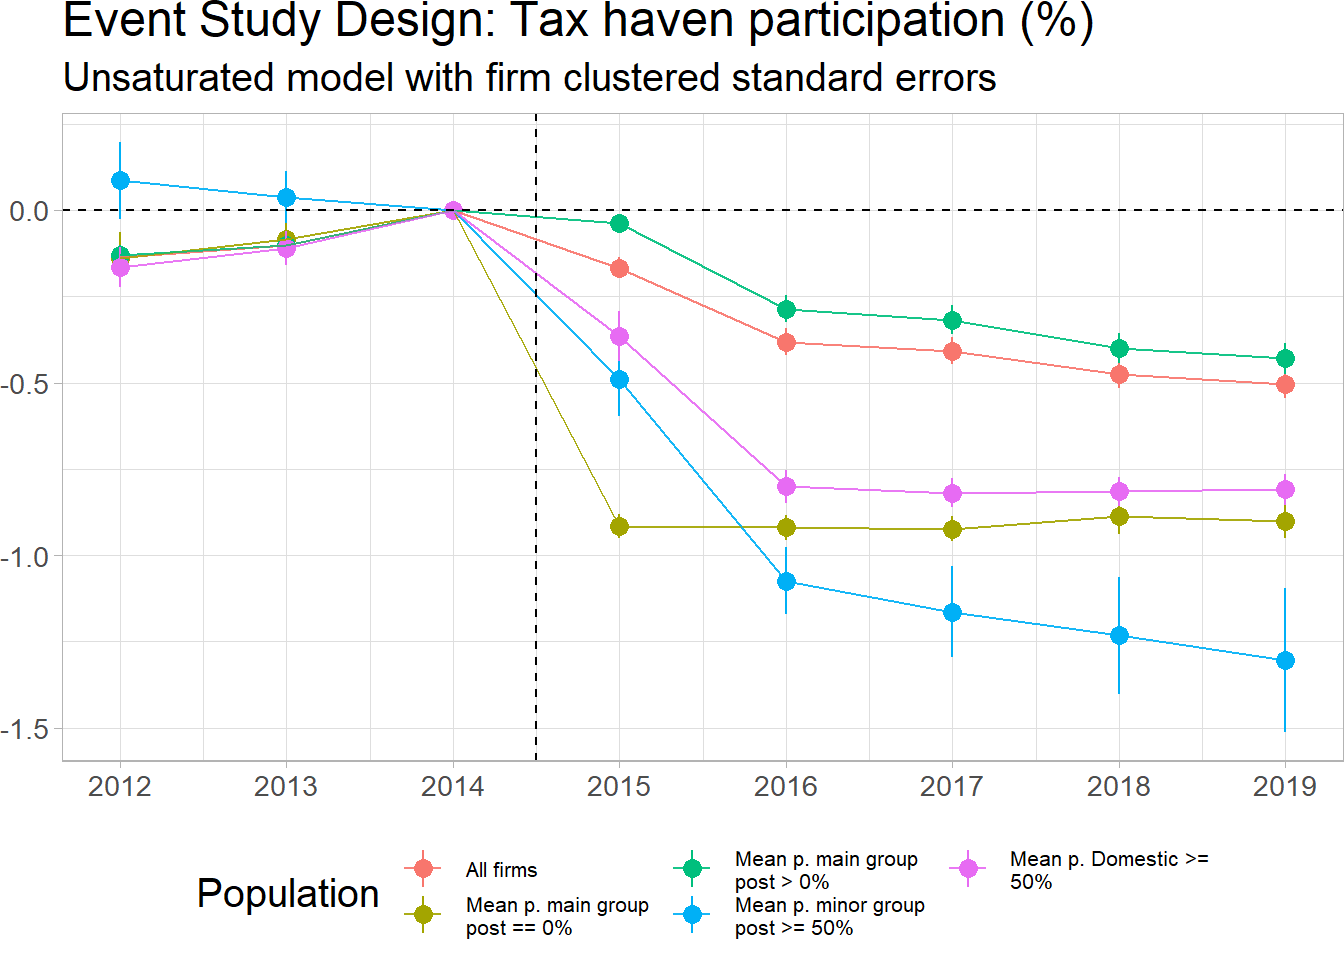 Event Study Design: Tax haven participation (%)
Unsaturated model with firm clustered standard errors
0.0
-0.5
-1.0
-1.5
2012 2013 2014 2015 2016 2017 2018 2019
Population
All firms
Mean p. main group
post == 0%
Mean p. main group
post > 0%
Mean p. minor group
post >= 50%
Mean p. Domestic >=
50%